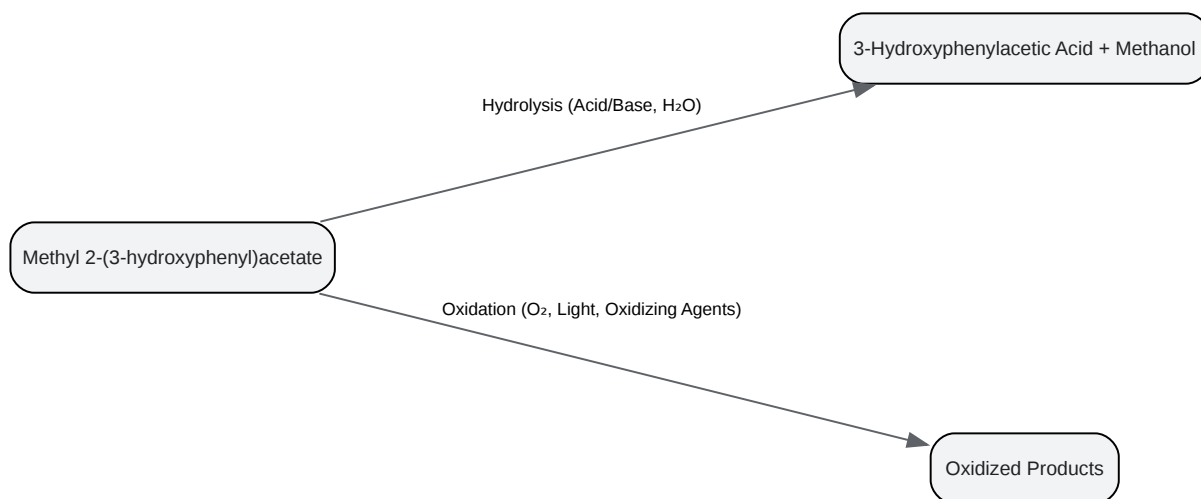 3-Hydroxyphenylacetic Acid + Methanol
Hydrolysis (Acid/Base, H₂O)
Methyl 2-(3-hydroxyphenyl)acetate
Oxidation (O₂, Light, Oxidizing Agents)
Oxidized Products